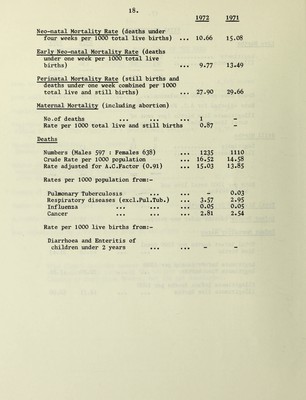 18.
1972 1971
Neo-natal Mortality Rate (deaths under
four weeks per 1000 total live births) ... 10.66 15.08
Early Neo-natal Mortality Rate (deaths
under one week per 1000 total live
births) ... 9.77 13.49
Perinatal Mortality Rate (still births and
deaths under one week combined per 1000
total live and still births) ... 27.90 29.66
Maternal Mortality (including abortion)
No.of deaths ... ... ... 1 -
Rate per 1000 total live and still births 0.87 -
Deaths
Numbers (Males 597 : Females 638) ... 1235 1110
Crude Rate per 1000 population ... 16.52 14.58
Rate adjusted for A.C.Factor (0.91) ... 15.03 13.85
Rates per 1000 population from:-
Pulmonary Tuberculosis ... ... - 0.03
Respiratory diseases (excl.Pul.Tub.) ... 3.57 2.95
Influenza ... ... ... 0.05 0.05
Cancer ... ... ... 2.81 2.54
Rate per 1000 live births from:-
Diarrhoea and Enteritis of
children under 2 years ... ... - -